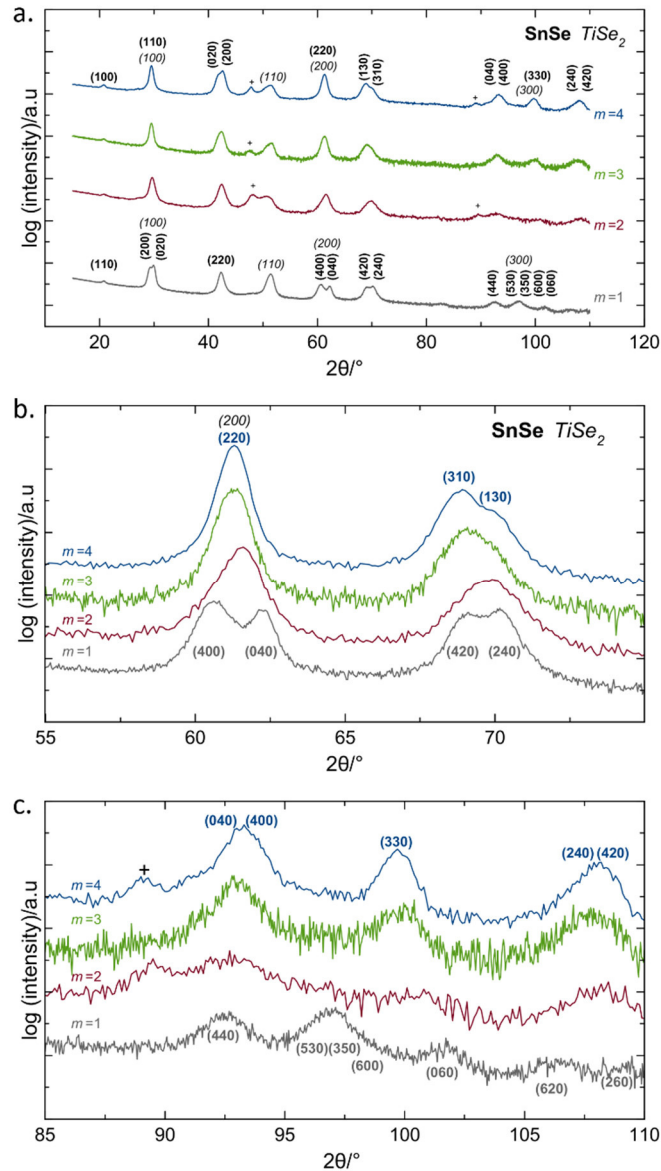 a.
SnSe TiSe2
(110)
(100)
(100)
(020)
(200)
+
(110)
(220)
(200)
(130)
(310)
+
(040)
(400)
(330)
(300)
(240)
(420)
m=4
+
m=3
+
+
m=2
(110)
(100)
(200)
(020)
(220)
(110)
(200)
(400)
(040)
(420)
(240)
(300)
(440)
(530)
(350)
(600)
(060)
m=1
log (intensity)/a.u
20 40 60 80 100 120
2θ/°
b.
SnSe TiSe2
(200)
(220)
(310)
(130)
m=4
m=3
m=2
m=1
(400) (040) (420) (240)
log (intensity)/a.u
55 60 65 70
2θ/°
c.
(040) (400)
(330)
(240) (420)
+
m=4
m=3
m=2
m=1
(440)
(530)(350)
(600)
(060)
(620)
(260)
log (intensity)/a.u
85 90 95 100 105 110
2θ/°